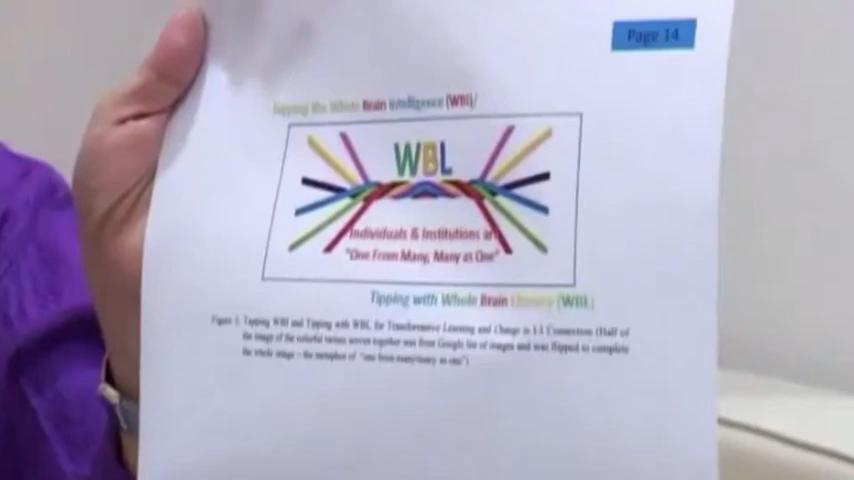 Page 14
Tapping the Whole Brain Intelligence (WBI)/
WBL
Individuals & Institutions as
"One From Many, Many as One"
Tipping with Whole Brain Literacy (WBL)
Figure 3. Tapping WBI and Tipping with WBL for Transformative Learning and Change in I-I Connection (Half of
the image of the colorful twines woven together was from Google list of images and was flipped to complete
the whole image – the metaphor of "one from many/many as one")